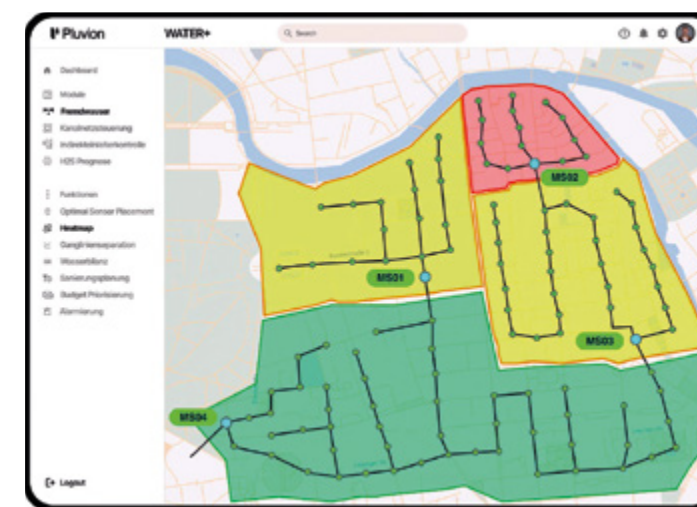 Pluvion
WATER+
Search
Dashboard
Module
Fremdwasser
Kanalnetzsteuerung
Indirekteinleiterkontrolle
H2S Prognose
Funktionen
Optimal Sensor Placement
Heatmap
Ganglinienseparation
Wasserbilanz
Sanierungsplanung
Budget Priorisierung
Alarmierung
Logout
MS02
MS01
MS03
MS04